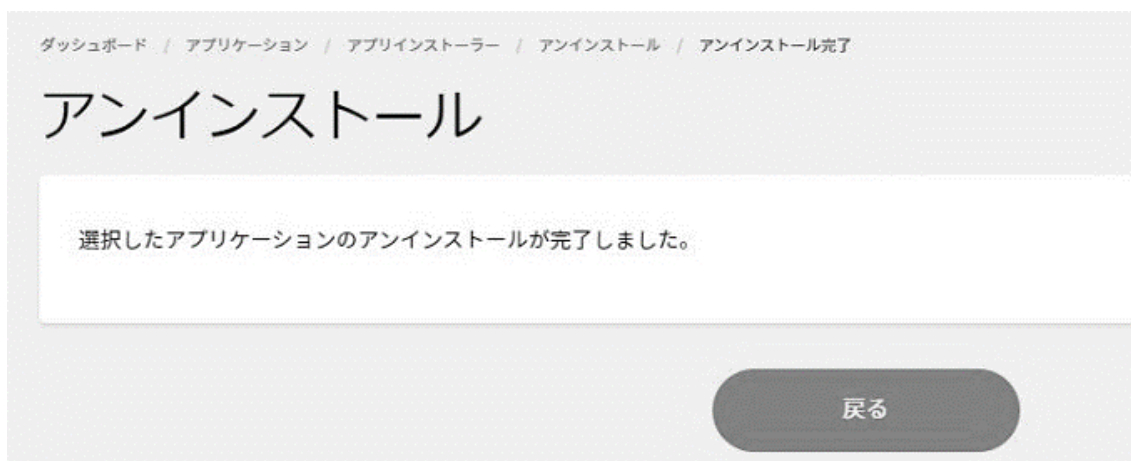 ダッシュボード / アプリケーション / アプリインストーラー / アンインストール / アンインストール完了
アンインストール
選択したアプリケーションのアンインストールが完了しました。
戻る